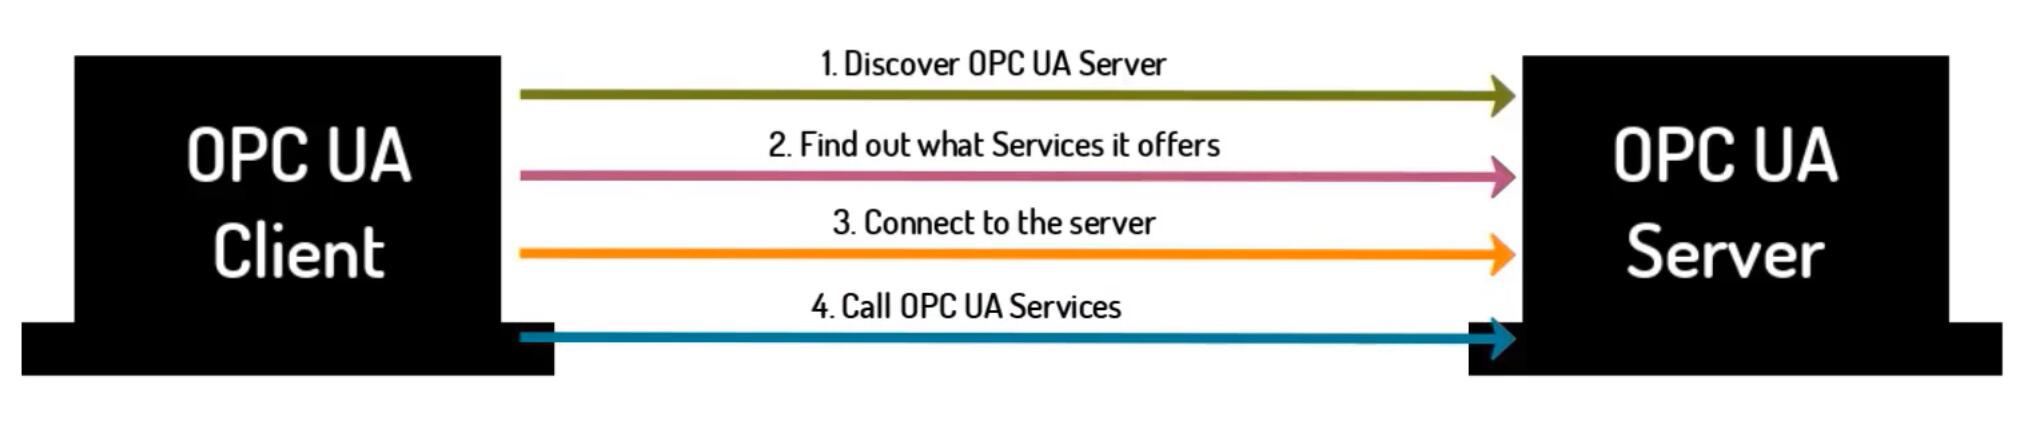 OPC UA
Client
1. Discover OPC UA Server
2. Find out what Services it offers
3. Connect to the server
4. Call OPC UA Services
OPC UA
Server